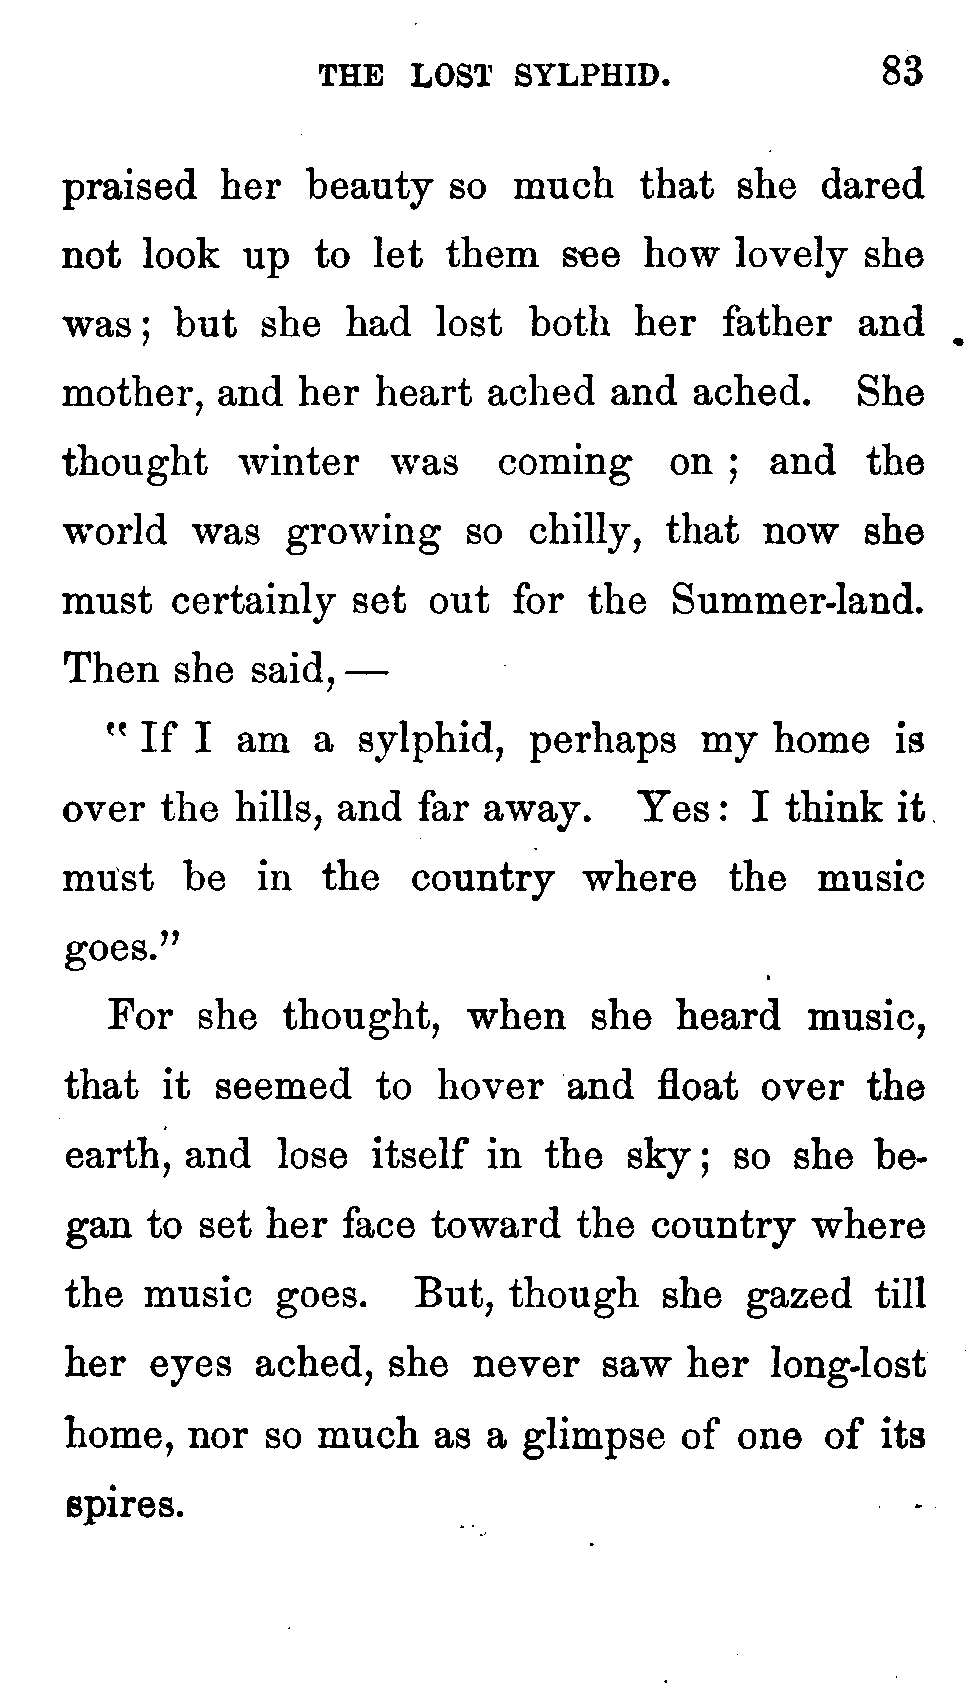 THE LOST SYLPHID. 83
praised her beauty so much that she dared
not look up to let them see how lovely she
was; but she had lost both her father and
mother, and her heart ached and ached. She
thought winter was coming on; and the
world was growing so chilly, that now she
must certainly set out for the Summer-land.
Then she said,—
"If I am a sylphid, perhaps my home is
over the hills, and far away. Yes: I think it
must be in the country where the music
goes."
For she thought, when she heard music,
that it seemed to hover and float over the
earth, and lose itself in the sky; so she be-
gan to set her face toward the country where
the music goes. But, though she gazed till
her eyes ached, she never saw her long-lost
home, nor so much as a glimpse of one of its
spires.